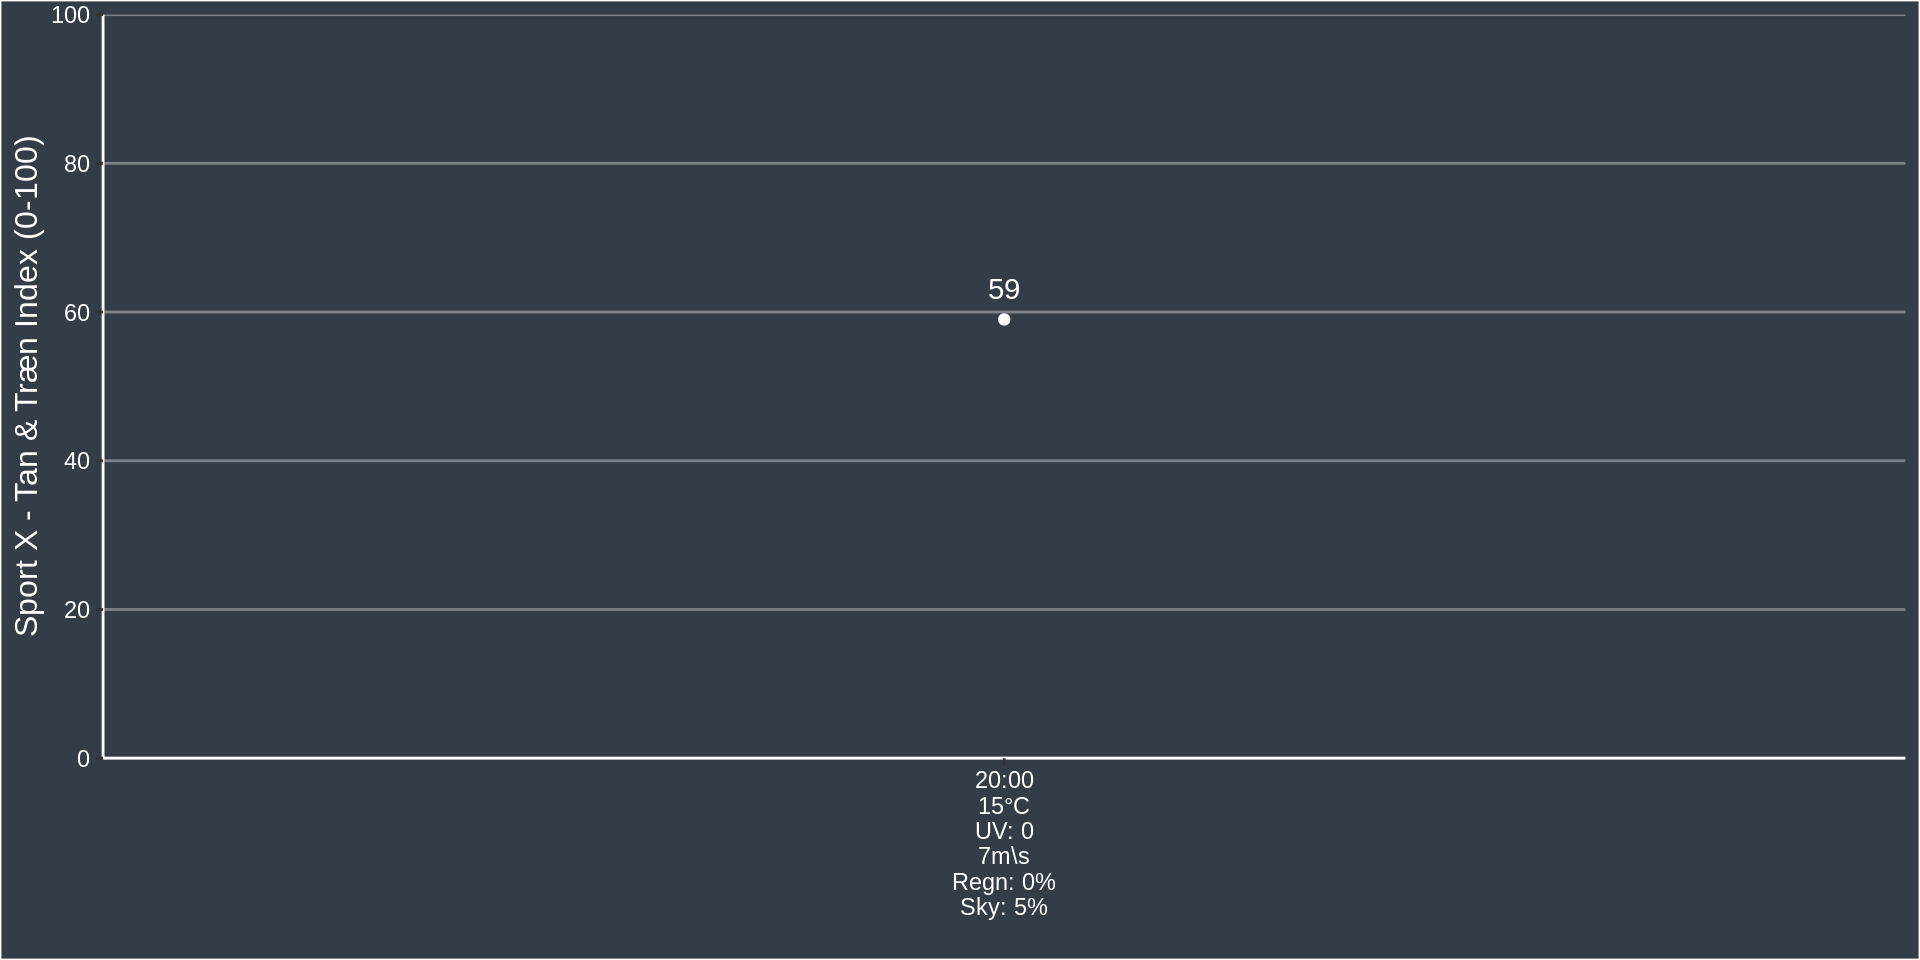 Sport X - Tan & Træn Index (0-100)
100
80
60
40
20
0
59
20:00
15°C
UV: 0
7m\s
Regn: 0%
Sky: 5%